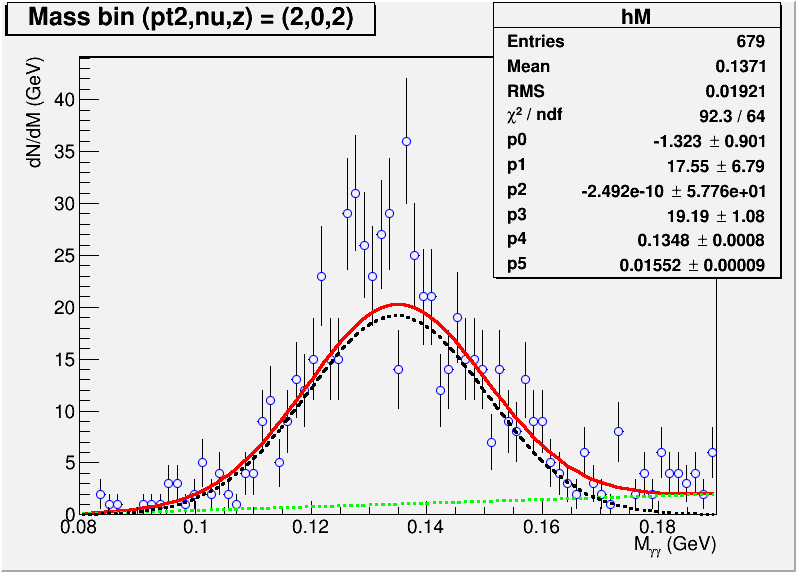 Mass bin (pt2,nu,z) = (2,0,2)
hM
Entries 679
Mean 0.1371
RMS 0.01921
χ² / ndf 92.3 / 64
p0 -1.323 ± 0.901
p1 17.55 ± 6.79
p2 -2.492e-10 ± 5.776e+01
p3 19.19 ± 1.08
p4 0.1348 ± 0.0008
p5 0.01552 ± 0.00009
dN/dM (GeV)
40
35
30
25
20
15
10
5
0
0.08 0.1 0.12 0.14 0.16 0.18
Mγγ (GeV)